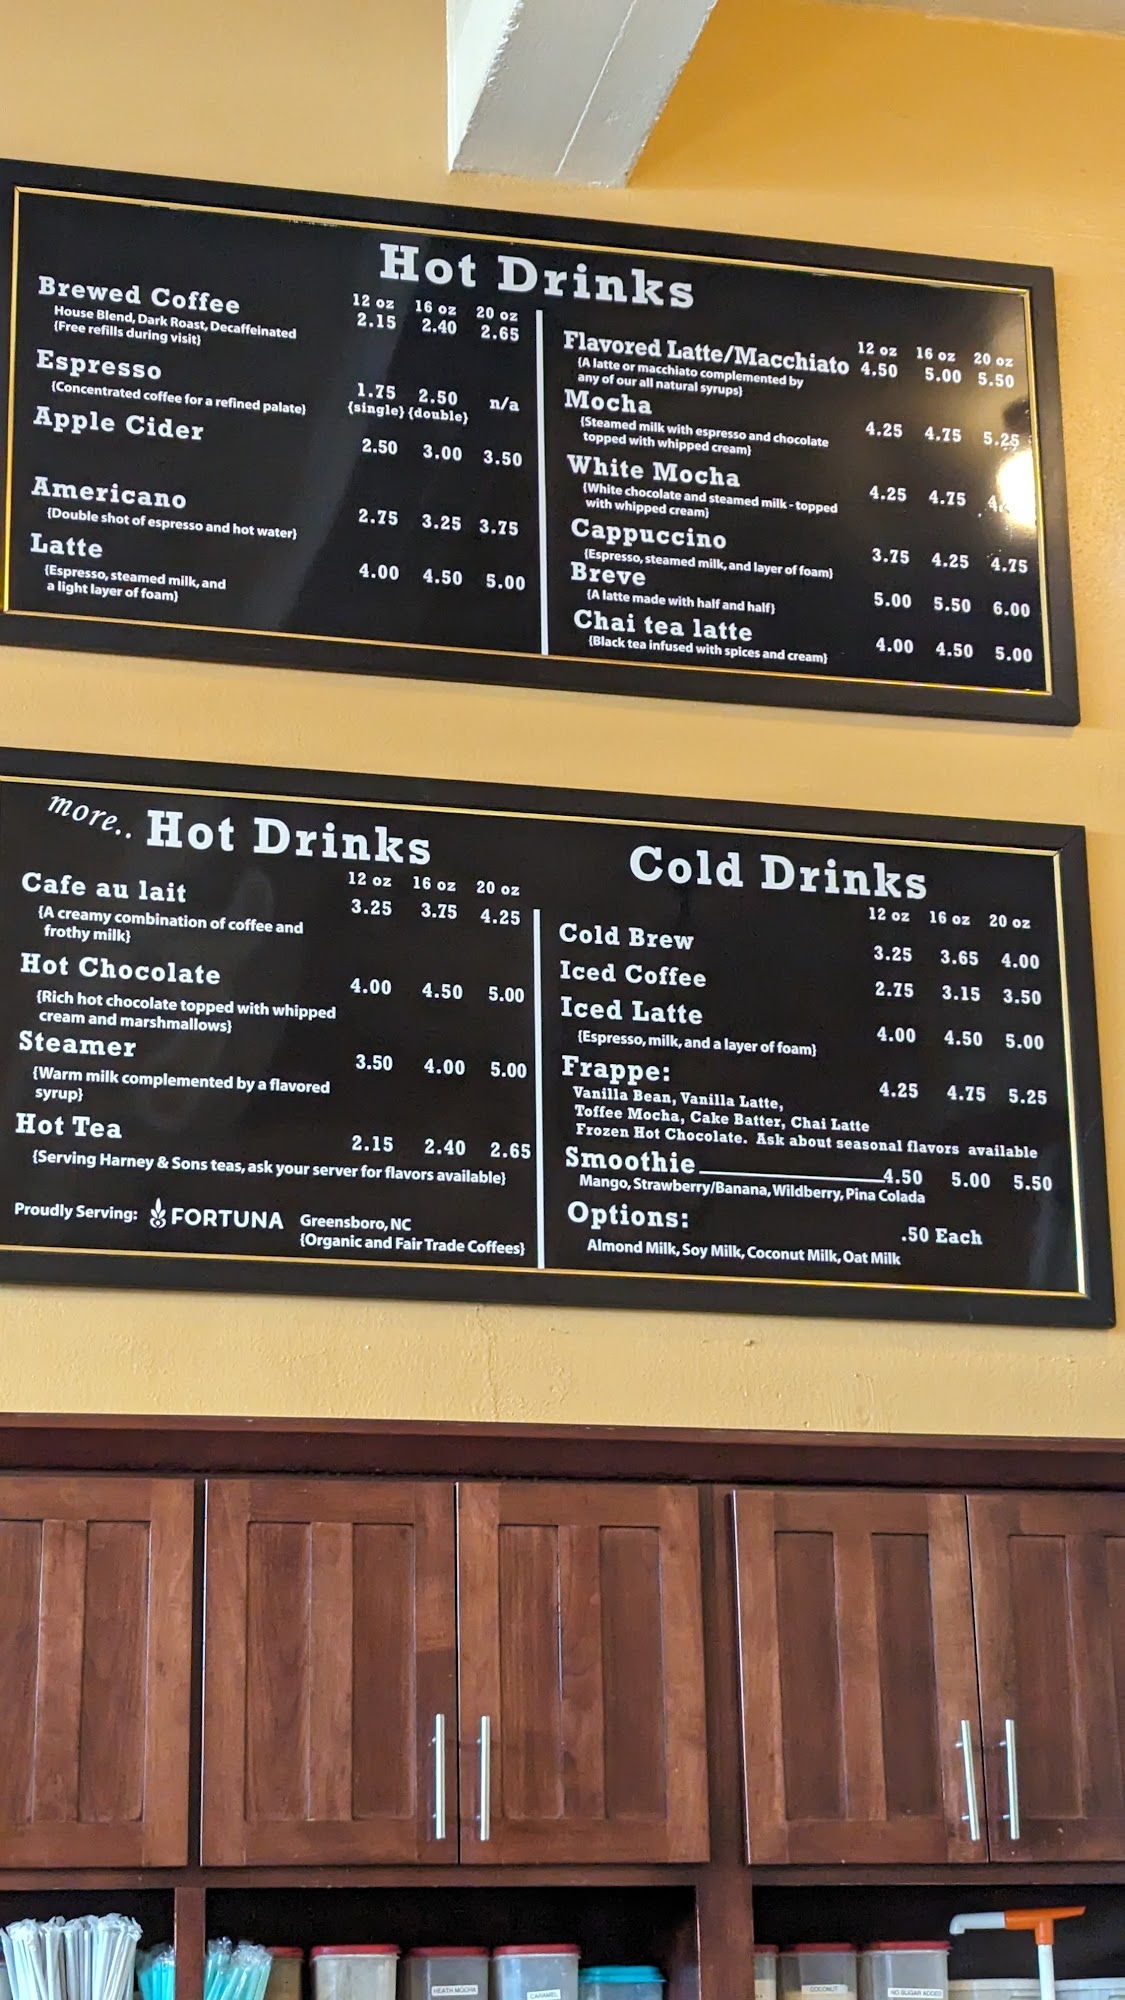 Hot Drinks
12 oz 16 oz 20 oz
Brewed Coffee 2.15 2.40 2.65
House Blend, Dark Roast, Decaffeinated
{Free refills during visit}
Espresso 1.75 2.50 n/a
{Concentrated coffee for a refined palate} {single} {double}
Apple Cider 2.50 3.00 3.50
Americano 2.75 3.25 3.75
{Double shot of espresso and hot water}
Latte 4.00 4.50 5.00
{Espresso, steamed milk, and
a light layer of foam}
12 oz 16 oz 20 oz
Flavored Latte/Macchiato 4.50 5.00 5.50
{A latte or macchiato complemented by
any of our all natural syrups}
Mocha 4.25 4.75 5.25
{Steamed milk with espresso and chocolate
topped with whipped cream}
White Mocha 4.25 4.75
{White chocolate and steamed milk - topped
with whipped cream}
Cappuccino 3.75 4.25 4.75
{Espresso, steamed milk, and layer of foam}
Breve 5.00 5.50 6.00
{A latte made with half and half}
Chai tea latte 4.00 4.50 5.00
{Black tea infused with spices and cream}
more.. Hot Drinks
12 oz 16 oz 20 oz
Cafe au lait 3.25 3.75 4.25
{A creamy combination of coffee and
frothy milk}
Hot Chocolate 4.00 4.50 5.00
{Rich hot chocolate topped with whipped
cream and marshmallows}
Steamer 3.50 4.00 5.00
{Warm milk complemented by a flavored
syrup}
Hot Tea 2.15 2.40 2.65
{Serving Harney & Sons teas, ask your server for flavors available}
Proudly Serving: FORTUNA Greensboro, NC
{Organic and Fair Trade Coffees}
Cold Drinks
12 oz 16 oz 20 oz
Cold Brew 3.25 3.65 4.00
Iced Coffee 2.75 3.15 3.50
Iced Latte 4.00 4.50 5.00
{Espresso, milk, and a layer of foam}
Frappe: 4.25 4.75 5.25
Vanilla Bean, Vanilla Latte,
Toffee Mocha, Cake Batter, Chai Latte
Frozen Hot Chocolate. Ask about seasonal flavors available
Smoothie 4.50 5.00 5.50
Mango, Strawberry/Banana, Wildberry, Pina Colada
Options: .50 Each
Almond Milk, Soy Milk, Coconut Milk, Oat Milk
HEATH MOCHA
CARAMEL
COCONUT
NO SUGAR ADDED